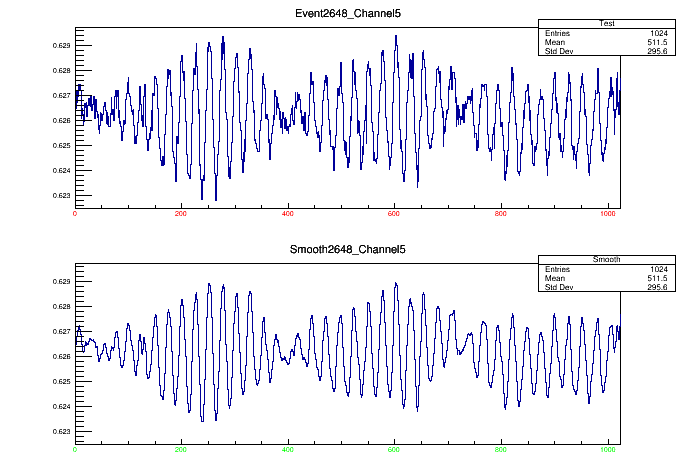 Event2648_Channel5
Test
Entries 1024
Mean 511.5
Std Dev 295.6
0.629
0.628
0.627
0.626
0.625
0.624
0.623
0 200 400 600 800 1000
Smooth2648_Channel5
Smooth
Entries 1024
Mean 511.5
Std Dev 295.6
0.629
0.628
0.627
0.626
0.625
0.624
0.623
0 200 400 600 800 1000